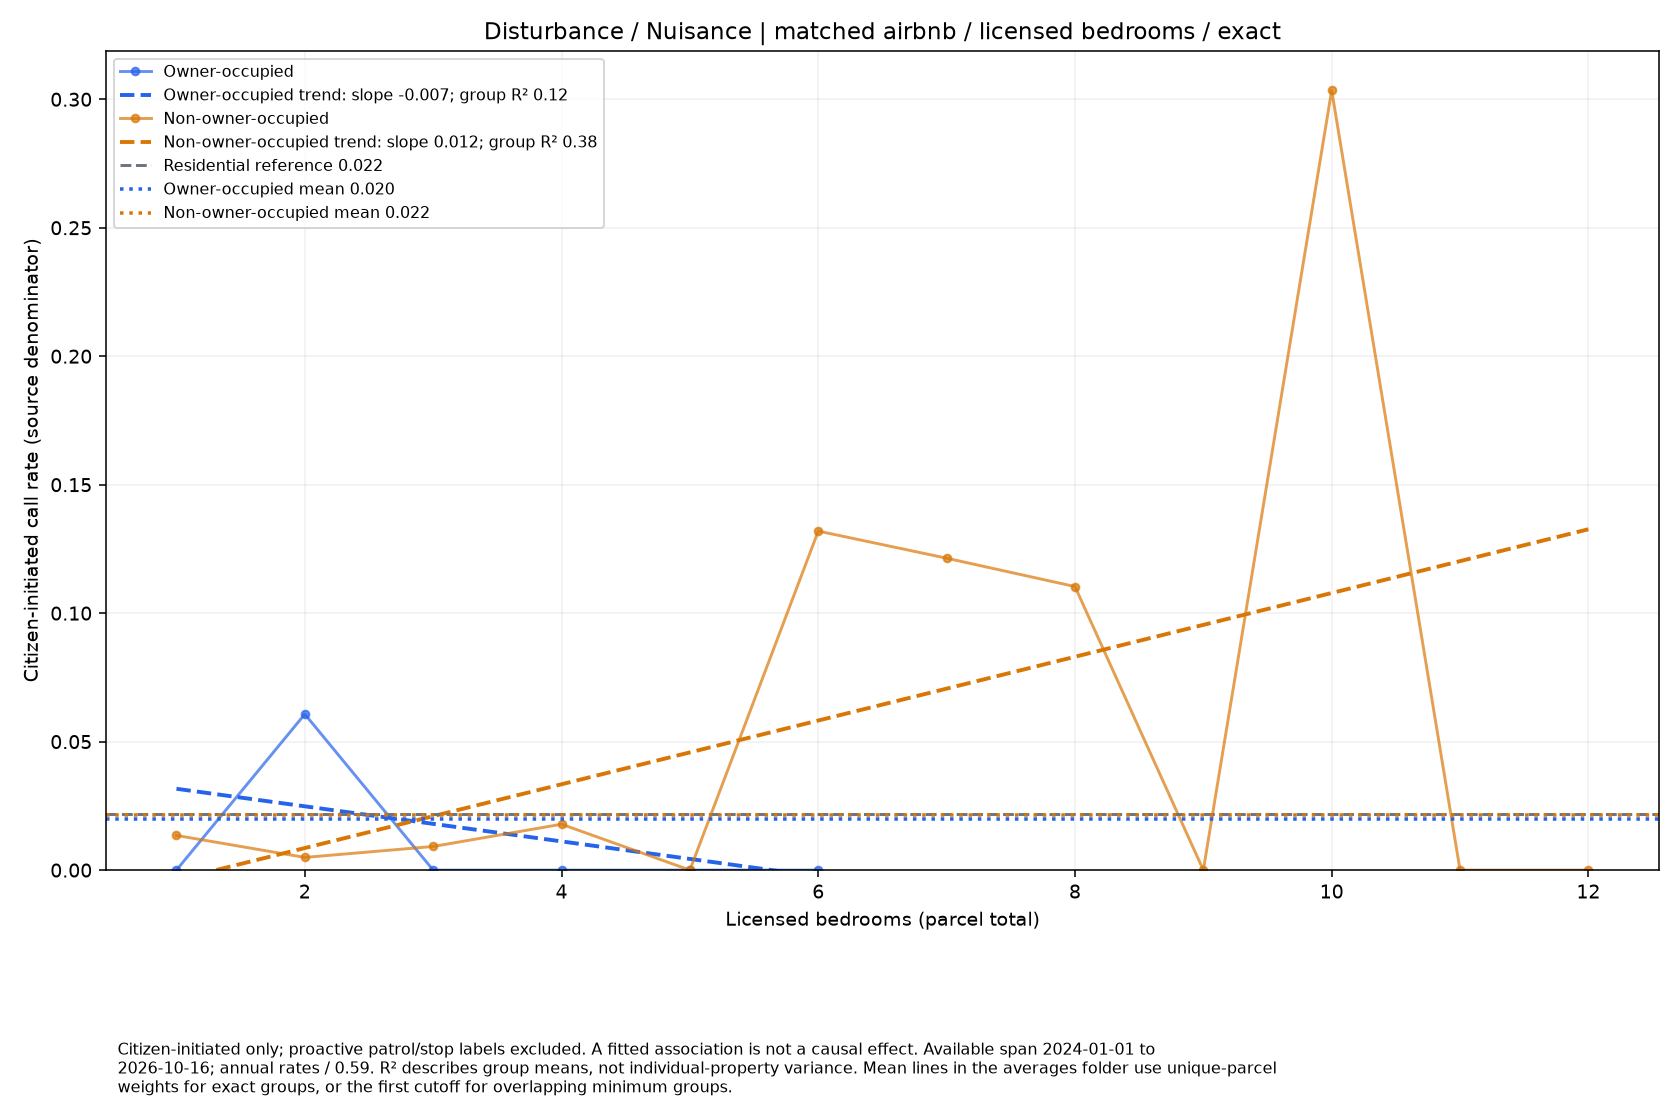 Disturbance / Nuisance | matched airbnb / licensed bedrooms / exact
Owner-occupied
Owner-occupied trend: slope -0.007; group R² 0.12
Non-owner-occupied
Non-owner-occupied trend: slope 0.012; group R² 0.38
Residential reference 0.022
Owner-occupied mean 0.020
Non-owner-occupied mean 0.022
Citizen-initiated call rate (source denominator)
0.30
0.25
0.20
0.15
0.10
0.05
0.00
2 4 6 8 10 12
Licensed bedrooms (parcel total)
Citizen-initiated only; proactive patrol/stop labels excluded. A fitted association is not a causal effect. Available span 2024-01-01 to
2026-10-16; annual rates / 0.59. R² describes group means, not individual-property variance. Mean lines in the averages folder use unique-parcel
weights for exact groups, or the first cutoff for overlapping minimum groups.